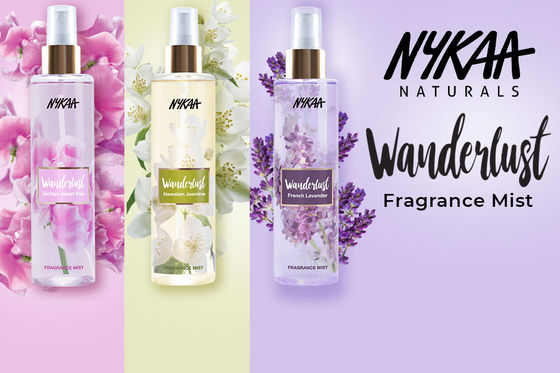 NYKAA
Wanderlust
Sicilian Sweet Pea
FRAGRANCE MIST
NYKAA
Wanderlust
Hawaiian Jasmine
FRAGRANCE MIST
NYKAA
Wanderlust
French Lavender
FRAGRANCE MIST
NYKAA
NATURALS
Wanderlust
Fragrance Mist